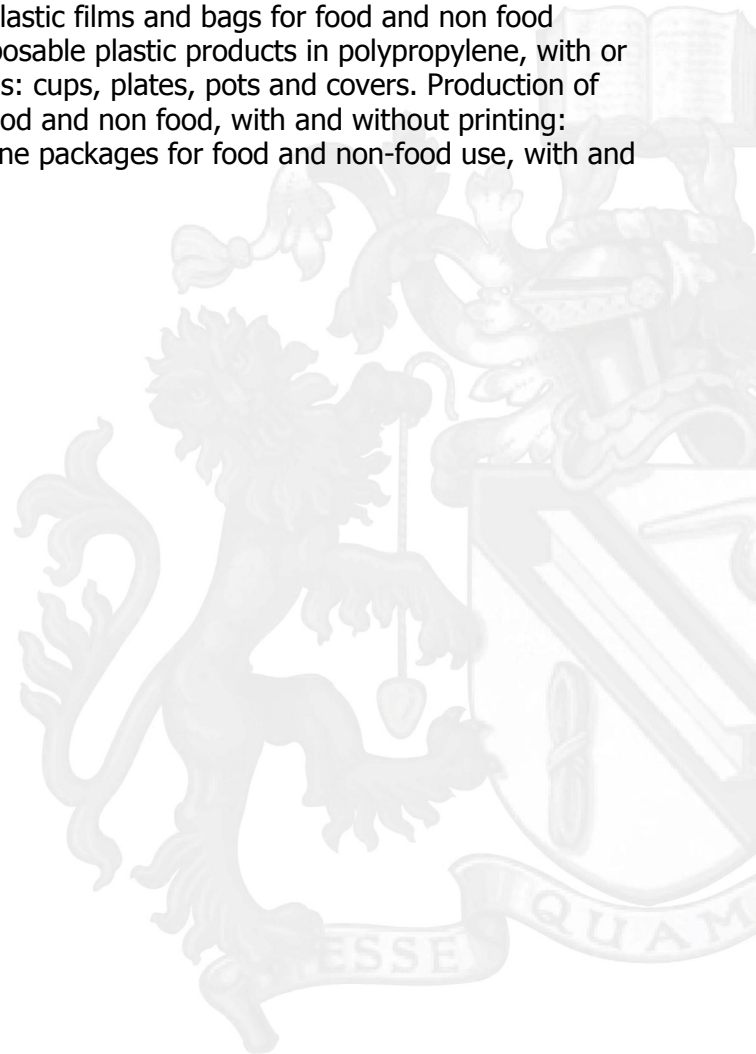 lastic films and bags for food and non food
posable plastic products in polypropylene, with or
s: cups, plates, pots and covers. Production of
ood and non food, with and without printing:
ne packages for food and non-food use, with and
ESSE
QUAM